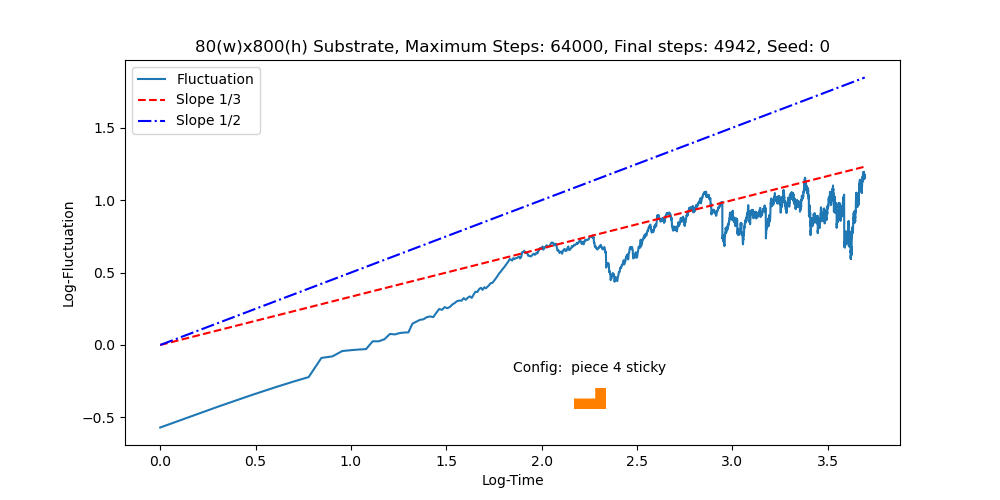 80(w)x800(h) Substrate, Maximum Steps: 64000, Final steps: 4942, Seed: 0
Fluctuation
Slope 1/3
Slope 1/2
Log-Fluctuation
1.5
1.0
0.5
0.0
−0.5
Config:  piece 4 sticky
0.0 0.5 1.0 1.5 2.0 2.5 3.0 3.5
Log-Time